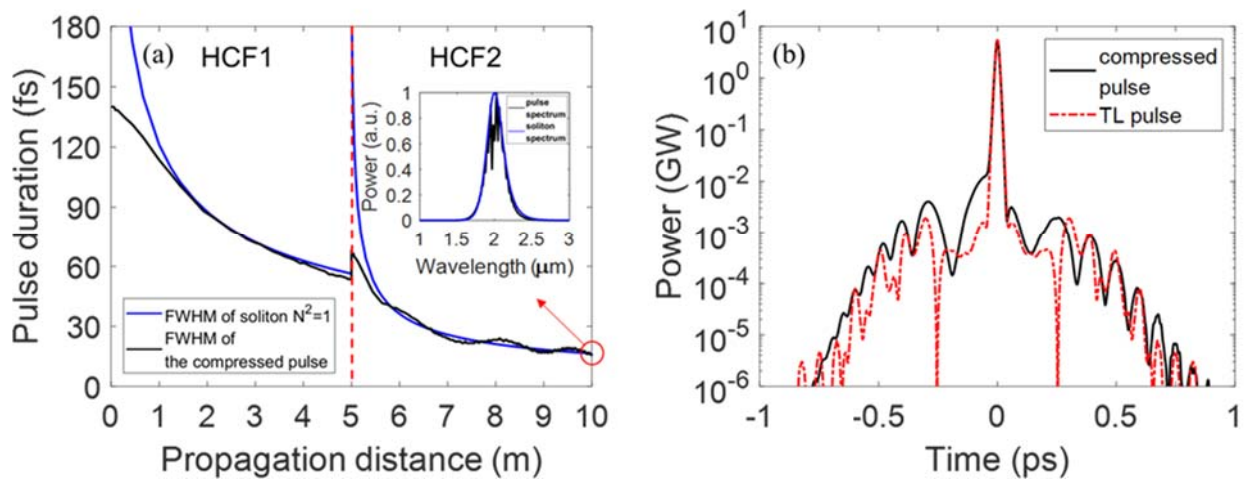 (a)
HCF1
HCF2
Pulse duration (fs)
180
150
120
90
60
30
0
0 1 2 3 4 5 6 7 8 9 10
Propagation distance (m)
FWHM of soliton N²=1
FWHM of
the compressed pulse
Power (a.u.)
1
0.8
0.6
0.4
0.2
0
1 1.5 2 2.5 3
Wavelength (μm)
pulse
spectrum
soliton
spectrum
(b)
Power (GW)
10¹
10⁰
10⁻¹
10⁻²
10⁻³
10⁻⁴
10⁻⁵
10⁻⁶
-1 -0.5 0 0.5 1
Time (ps)
compressed
pulse
TL pulse